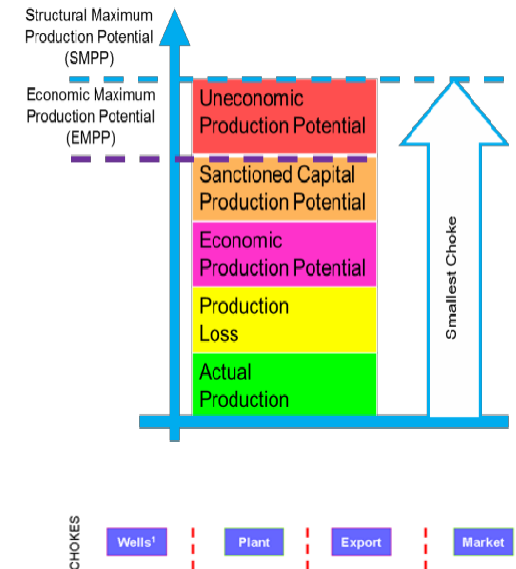 Structural Maximum
Production Potential
(SMPP)
Economic Maximum
Production Potential
(EMPP)
Uneconomic
Production Potential
Sanctioned Capital
Production Potential
Economic
Production Potential
Production
Loss
Actual
Production
Smallest Choke
CHOKES
Wells¹
Plant
Export
Market